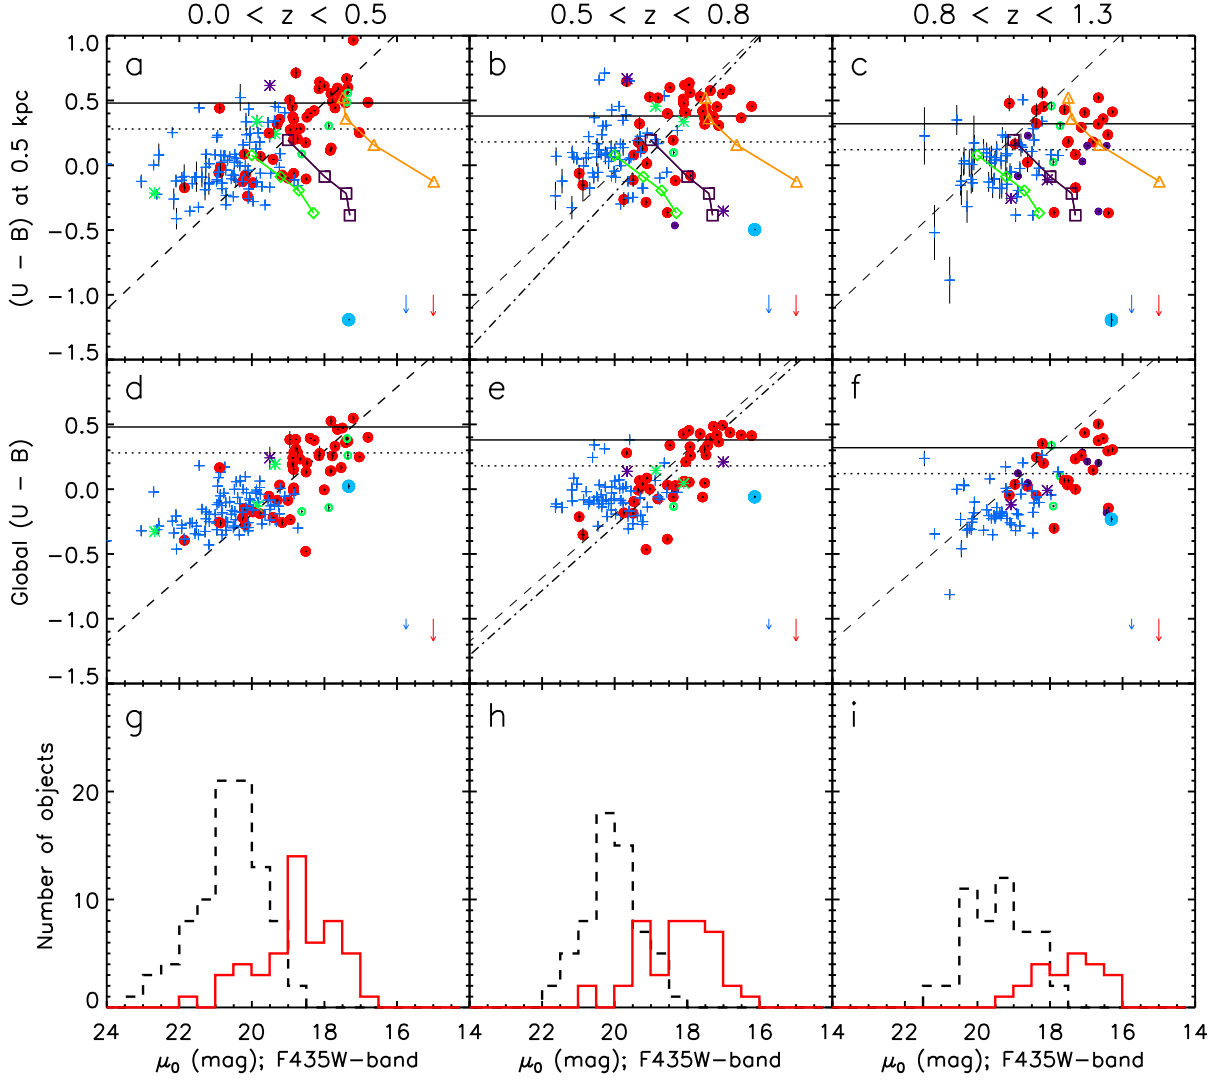 0.0 < z < 0.5
0.5 < z < 0.8
0.8 < z < 1.3
(U − B) at 0.5 kpc
1.0
0.5
0.0
−0.5
−1.0
−1.5
a
b
c
Global (U − B)
0.5
0.0
−0.5
−1.0
−1.5
d
e
f
Number of objects
20
10
0
g
h
i
24 22 20 18 16 14
22 20 18 16 14
22 20 18 16 14
μ₀ (mag); F435W−band
μ₀ (mag); F435W−band
μ₀ (mag); F435W−band